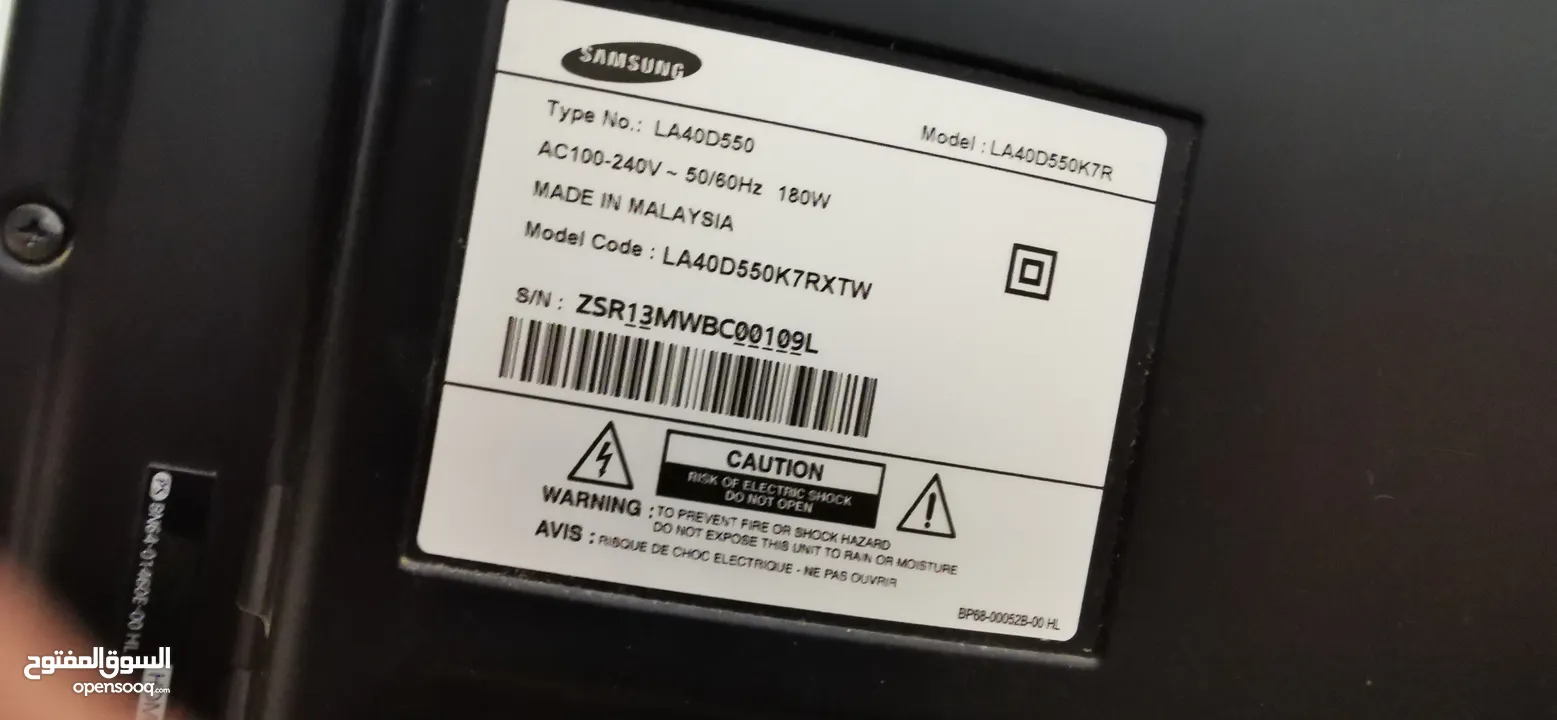 SAMSUNG
Type No.: LA40D550
Model : LA40D550K7R
AC100-240V ~ 50/60Hz 180W
MADE IN MALAYSIA
Model Code : LA40D550K7RXTW
S/N : ZSR13MWBC00109L
CAUTION
RISK OF ELECTRIC SHOCK
DO NOT OPEN
WARNING : TO PREVENT FIRE OR SHOCK HAZARD
DO NOT EXPOSE THIS UNIT TO RAIN OR MOISTURE
AVIS : RISQUE DE CHOC ELECTRIQUE - NE PAS OUVRIR
BP68-00052B-00 HL
السوق المفتوح
opensooq.com